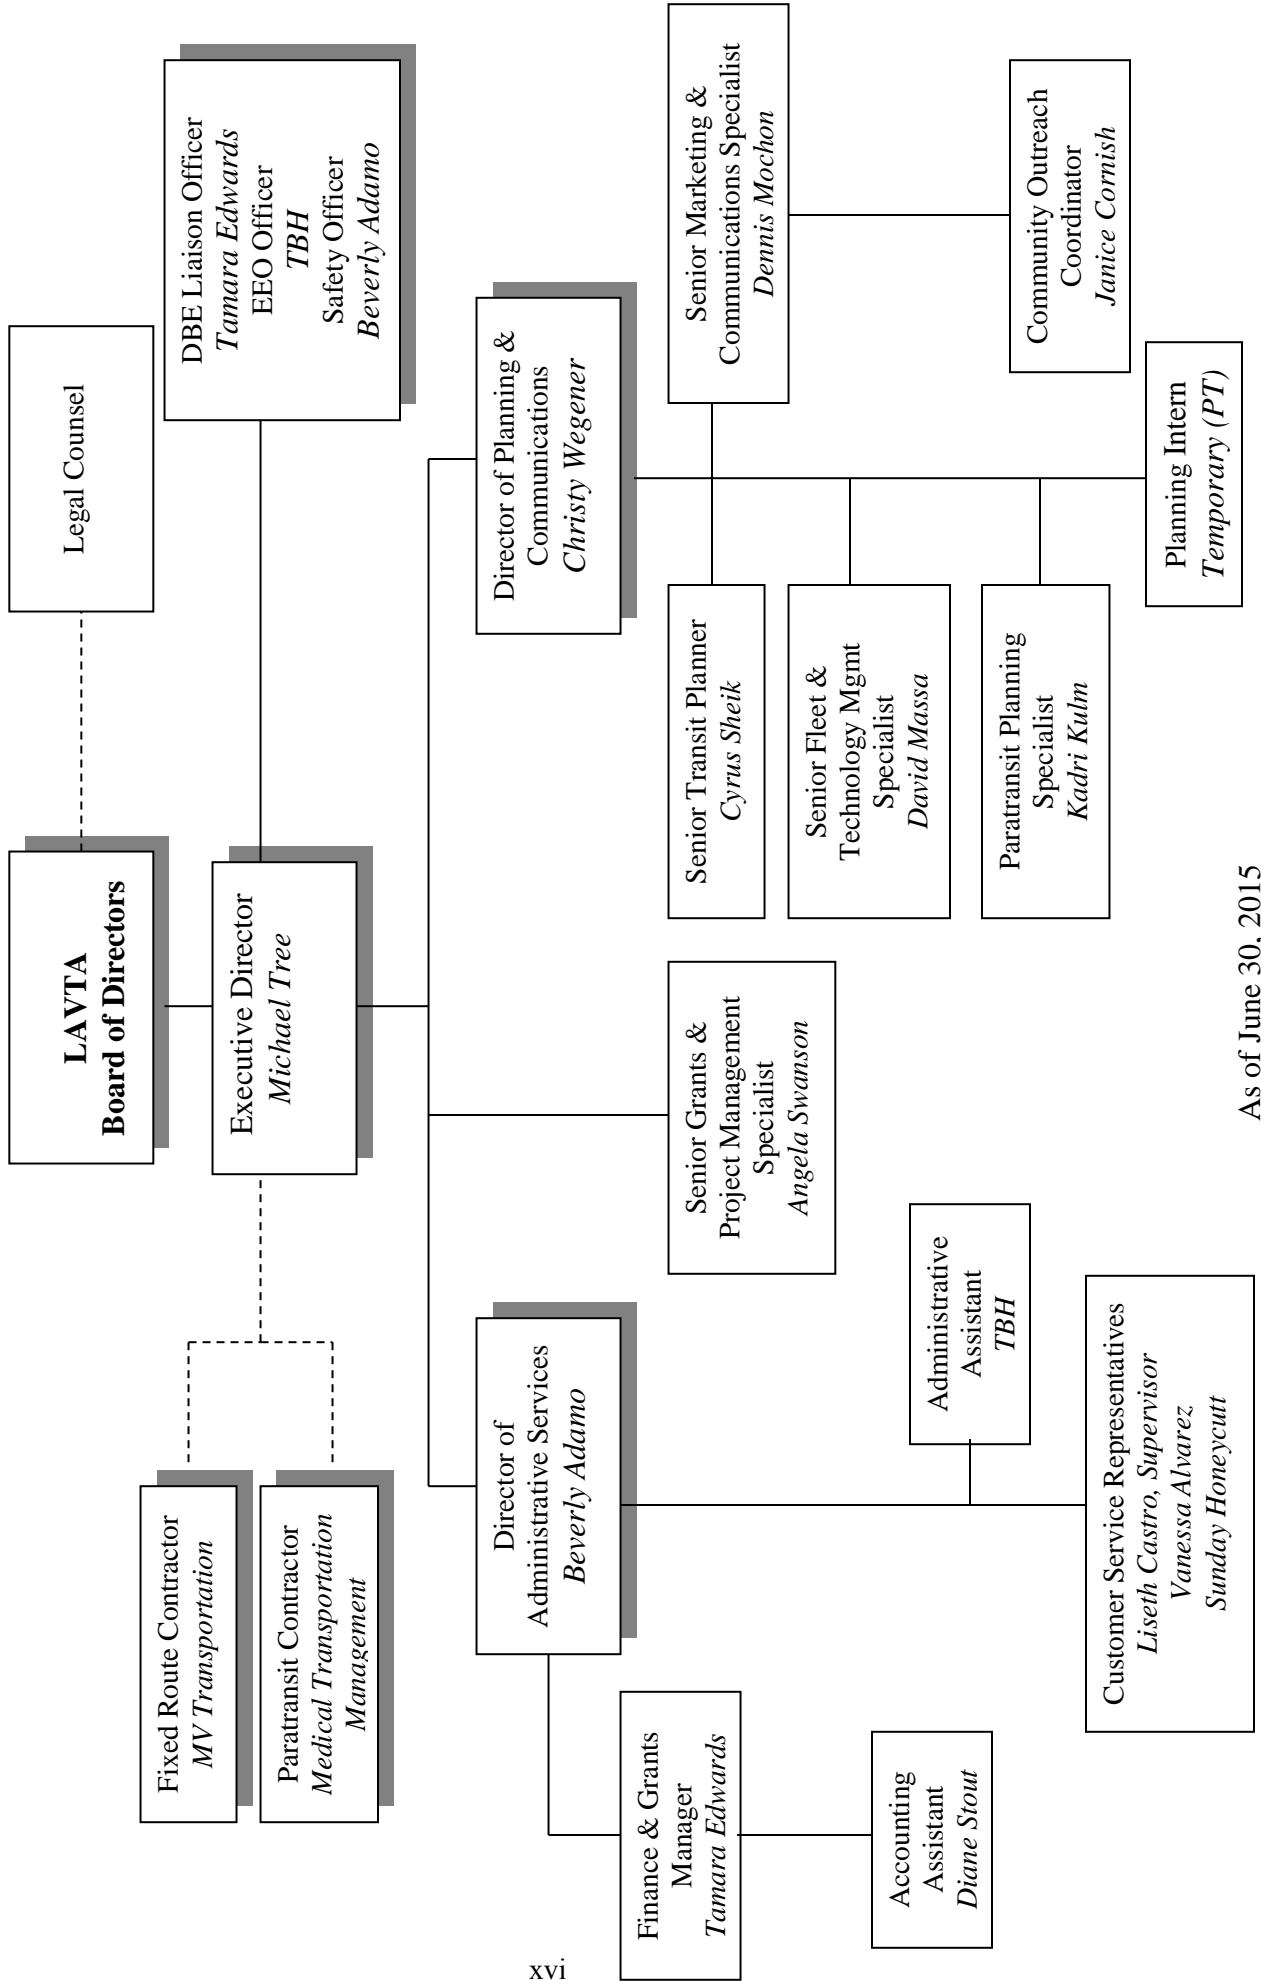 LAVTA
Board of Directors
Legal Counsel
Executive Director
Michael Tree
DBE Liaison Officer
Tamara Edwards
EEO Officer
TBH
Safety Officer
Beverly Adamo
Fixed Route Contractor
MV Transportation
Paratransit Contractor
Medical Transportation
Management
Director of
Administrative Services
Beverly Adamo
Director of Planning &
Communications
Christy Wegener
Finance & Grants
Manager
Tamara Edwards
Accounting
Assistant
Diane Stout
Administrative
Assistant
TBH
Customer Service Representatives
Liseth Castro, Supervisor
Vanessa Alvarez
Sunday Honeycutt
Senior Grants &
Project Management
Specialist
Angela Swanson
Senior Transit Planner
Cyrus Sheik
Senior Fleet &
Technology Mgmt
Specialist
David Massa
Paratransit Planning
Specialist
Kadri Kulm
Senior Marketing &
Communications Specialist
Dennis Mochon
Community Outreach
Coordinator
Janice Cornish
Planning Intern
Temporary (PT)
As of June 30, 2015
xvi